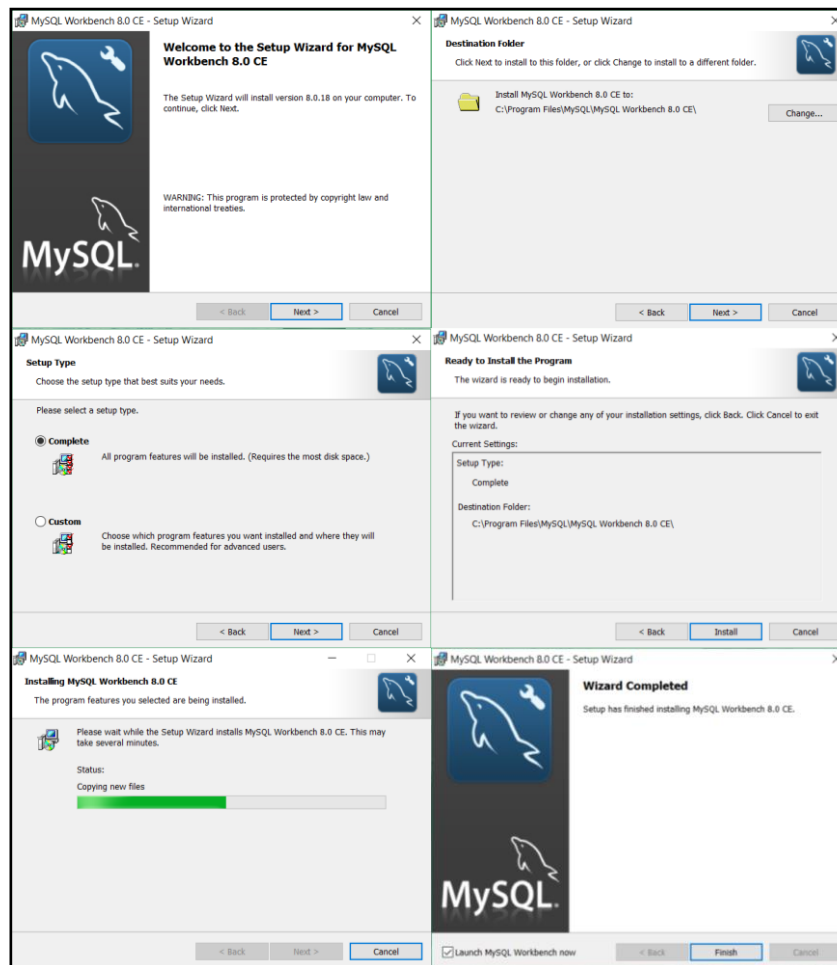 MySQL Workbench 8.0 CE - Setup Wizard
Welcome to the Setup Wizard for MySQL
Workbench 8.0 CE
The Setup Wizard will install version 8.0.18 on your computer. To
continue, click Next.
WARNING: This program is protected by copyright law and
international treaties.
MySQL.
< Back
Next >
Cancel
MySQL Workbench 8.0 CE - Setup Wizard
Destination Folder
Click Next to install to this folder, or click Change to install to a different folder.
Install MySQL Workbench 8.0 CE to:
C:\Program Files\MySQL\MySQL Workbench 8.0 CE\
Change...
< Back
Next >
Cancel
MySQL Workbench 8.0 CE - Setup Wizard
Setup Type
Choose the setup type that best suits your needs.
Please select a setup type.
Complete
All program features will be installed. (Requires the most disk space.)
Custom
Choose which program features you want installed and where they will
be installed. Recommended for advanced users.
< Back
Next >
Cancel
MySQL Workbench 8.0 CE - Setup Wizard
Ready to Install the Program
The wizard is ready to begin installation.
If you want to review or change any of your installation settings, click Back. Click Cancel to exit
the wizard.
Current Settings:
Setup Type:
Complete
Destination Folder:
C:\Program Files\MySQL\MySQL Workbench 8.0 CE\
< Back
Install
Cancel
MySQL Workbench 8.0 CE - Setup Wizard
Installing MySQL Workbench 8.0 CE
The program features you selected are being installed.
Please wait while the Setup Wizard installs MySQL Workbench 8.0 CE. This may
take several minutes.
Status:
Copying new files
< Back
Next >
Cancel
MySQL Workbench 8.0 CE - Setup Wizard
Wizard Completed
Setup has finished installing MySQL Workbench 8.0 CE.
MySQL.
Launch MySQL Workbench now
< Back
Finish
Cancel